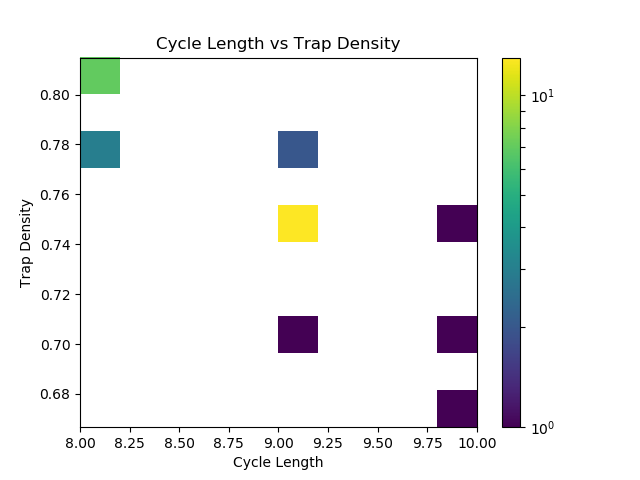 Cycle Length vs Trap Density
Trap Density
0.80
0.78
0.76
0.74
0.72
0.70
0.68
8.00 8.25 8.50 8.75 9.00 9.25 9.50 9.75 10.00
Cycle Length
10¹
10⁰